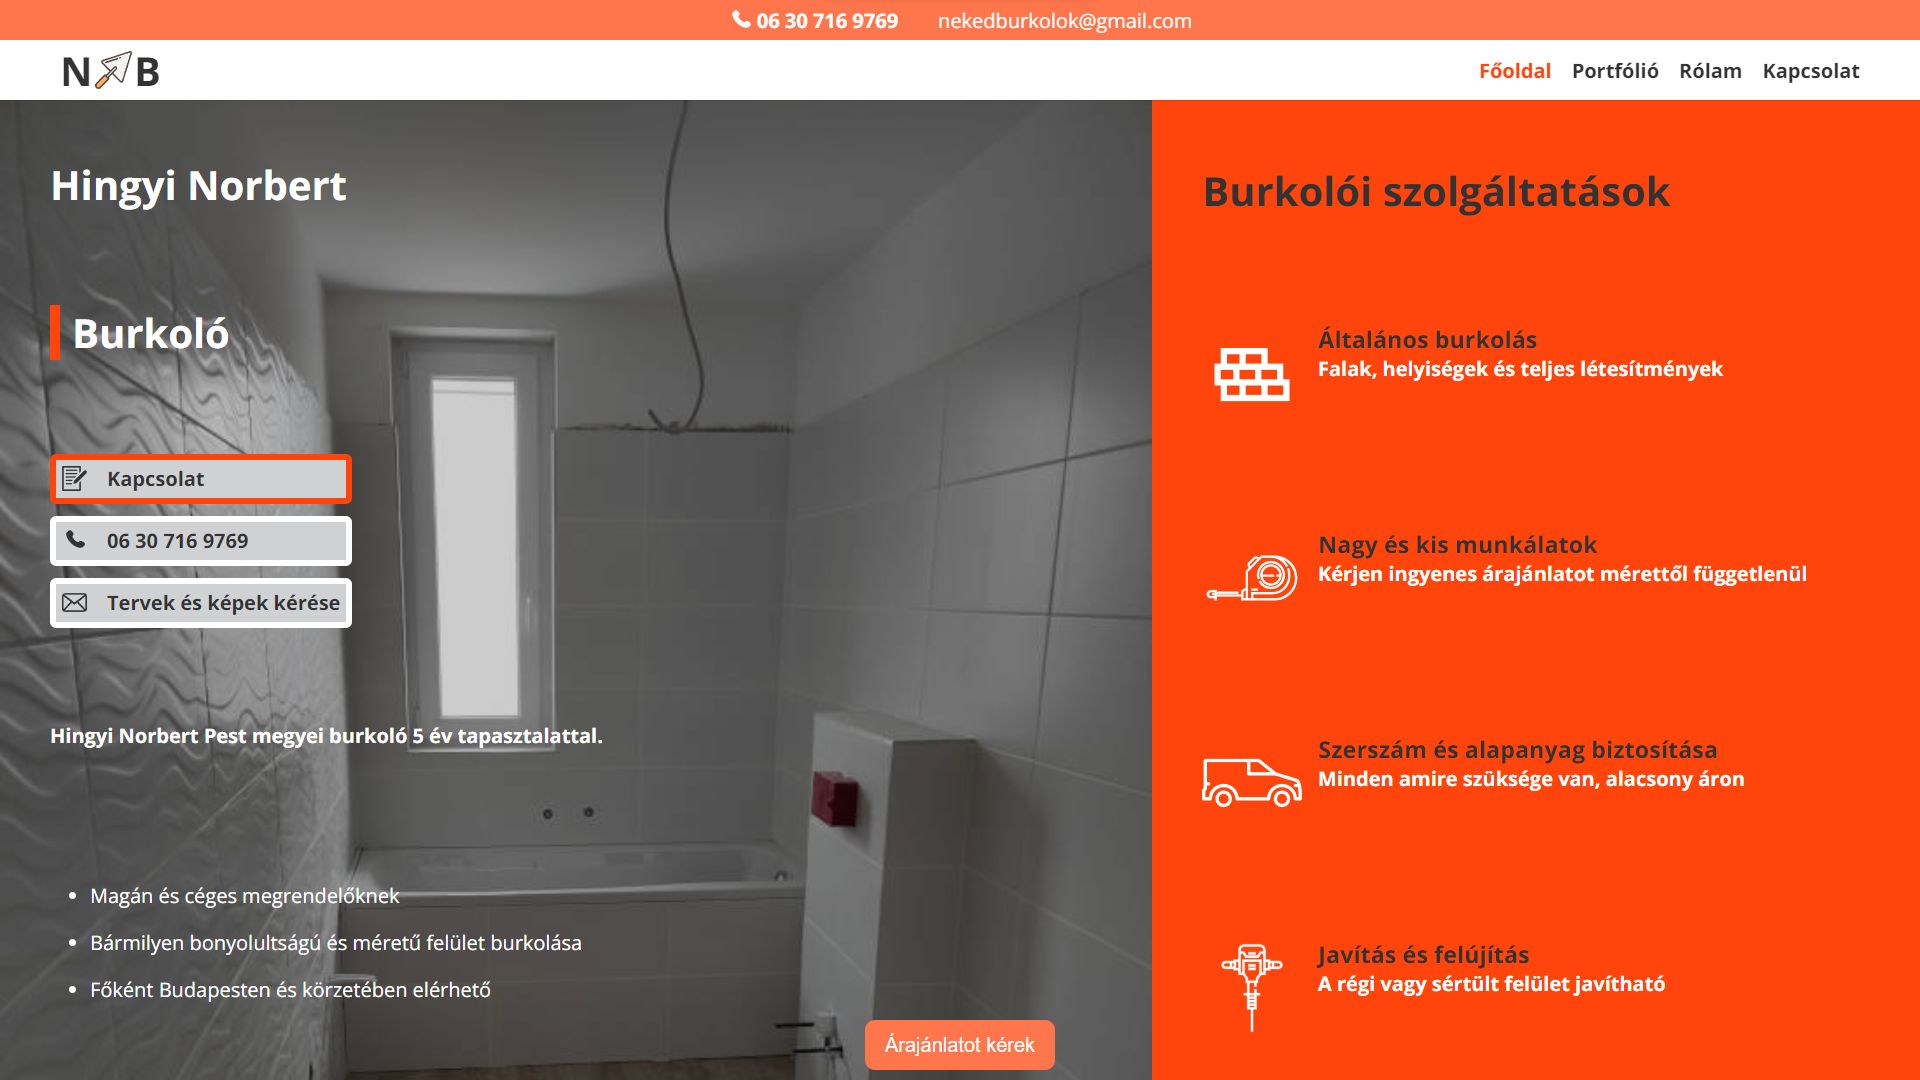 06 30 716 9769 nekedburkolok@gmail.com
N B
Főoldal Portfólió Rólam Kapcsolat
Hingyi Norbert
Burkoló
Kapcsolat
06 30 716 9769
Tervek és képek kérése
Hingyi Norbert Pest megyei burkoló 5 év tapasztalattal.
• Magán és céges megrendelőknek
• Bármilyen bonyolultságú és méretű felület burkolása
• Főként Budapesten és körzetében elérhető
Burkolói szolgáltatások
Általános burkolás
Falak, helyiségek és teljes létesítmények
Nagy és kis munkálatok
Kérjen ingyenes árajánlatot mérettől függetlenül
Szerszám és alapanyag biztosítása
Minden amire szüksége van, alacsony áron
Javítás és felújítás
A régi vagy sértült felület javítható
Árajánlatot kérek